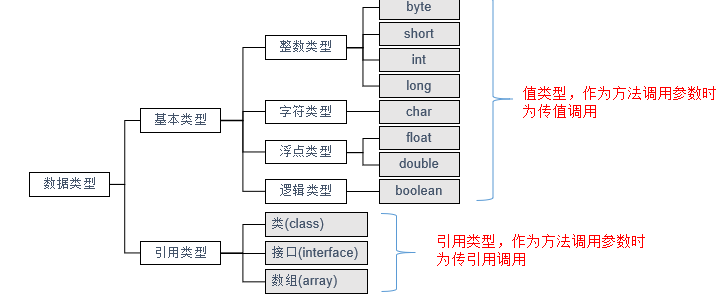 byte
整数类型
short
int
long
值类型，作为方法调用参数时
为传值调用
基本类型
字符类型
char
浮点类型
float
double
数据类型
逻辑类型
boolean
引用类型
类(class)
接口(interface)
数组(array)
引用类型，作为方法调用参数时
为传引用调用